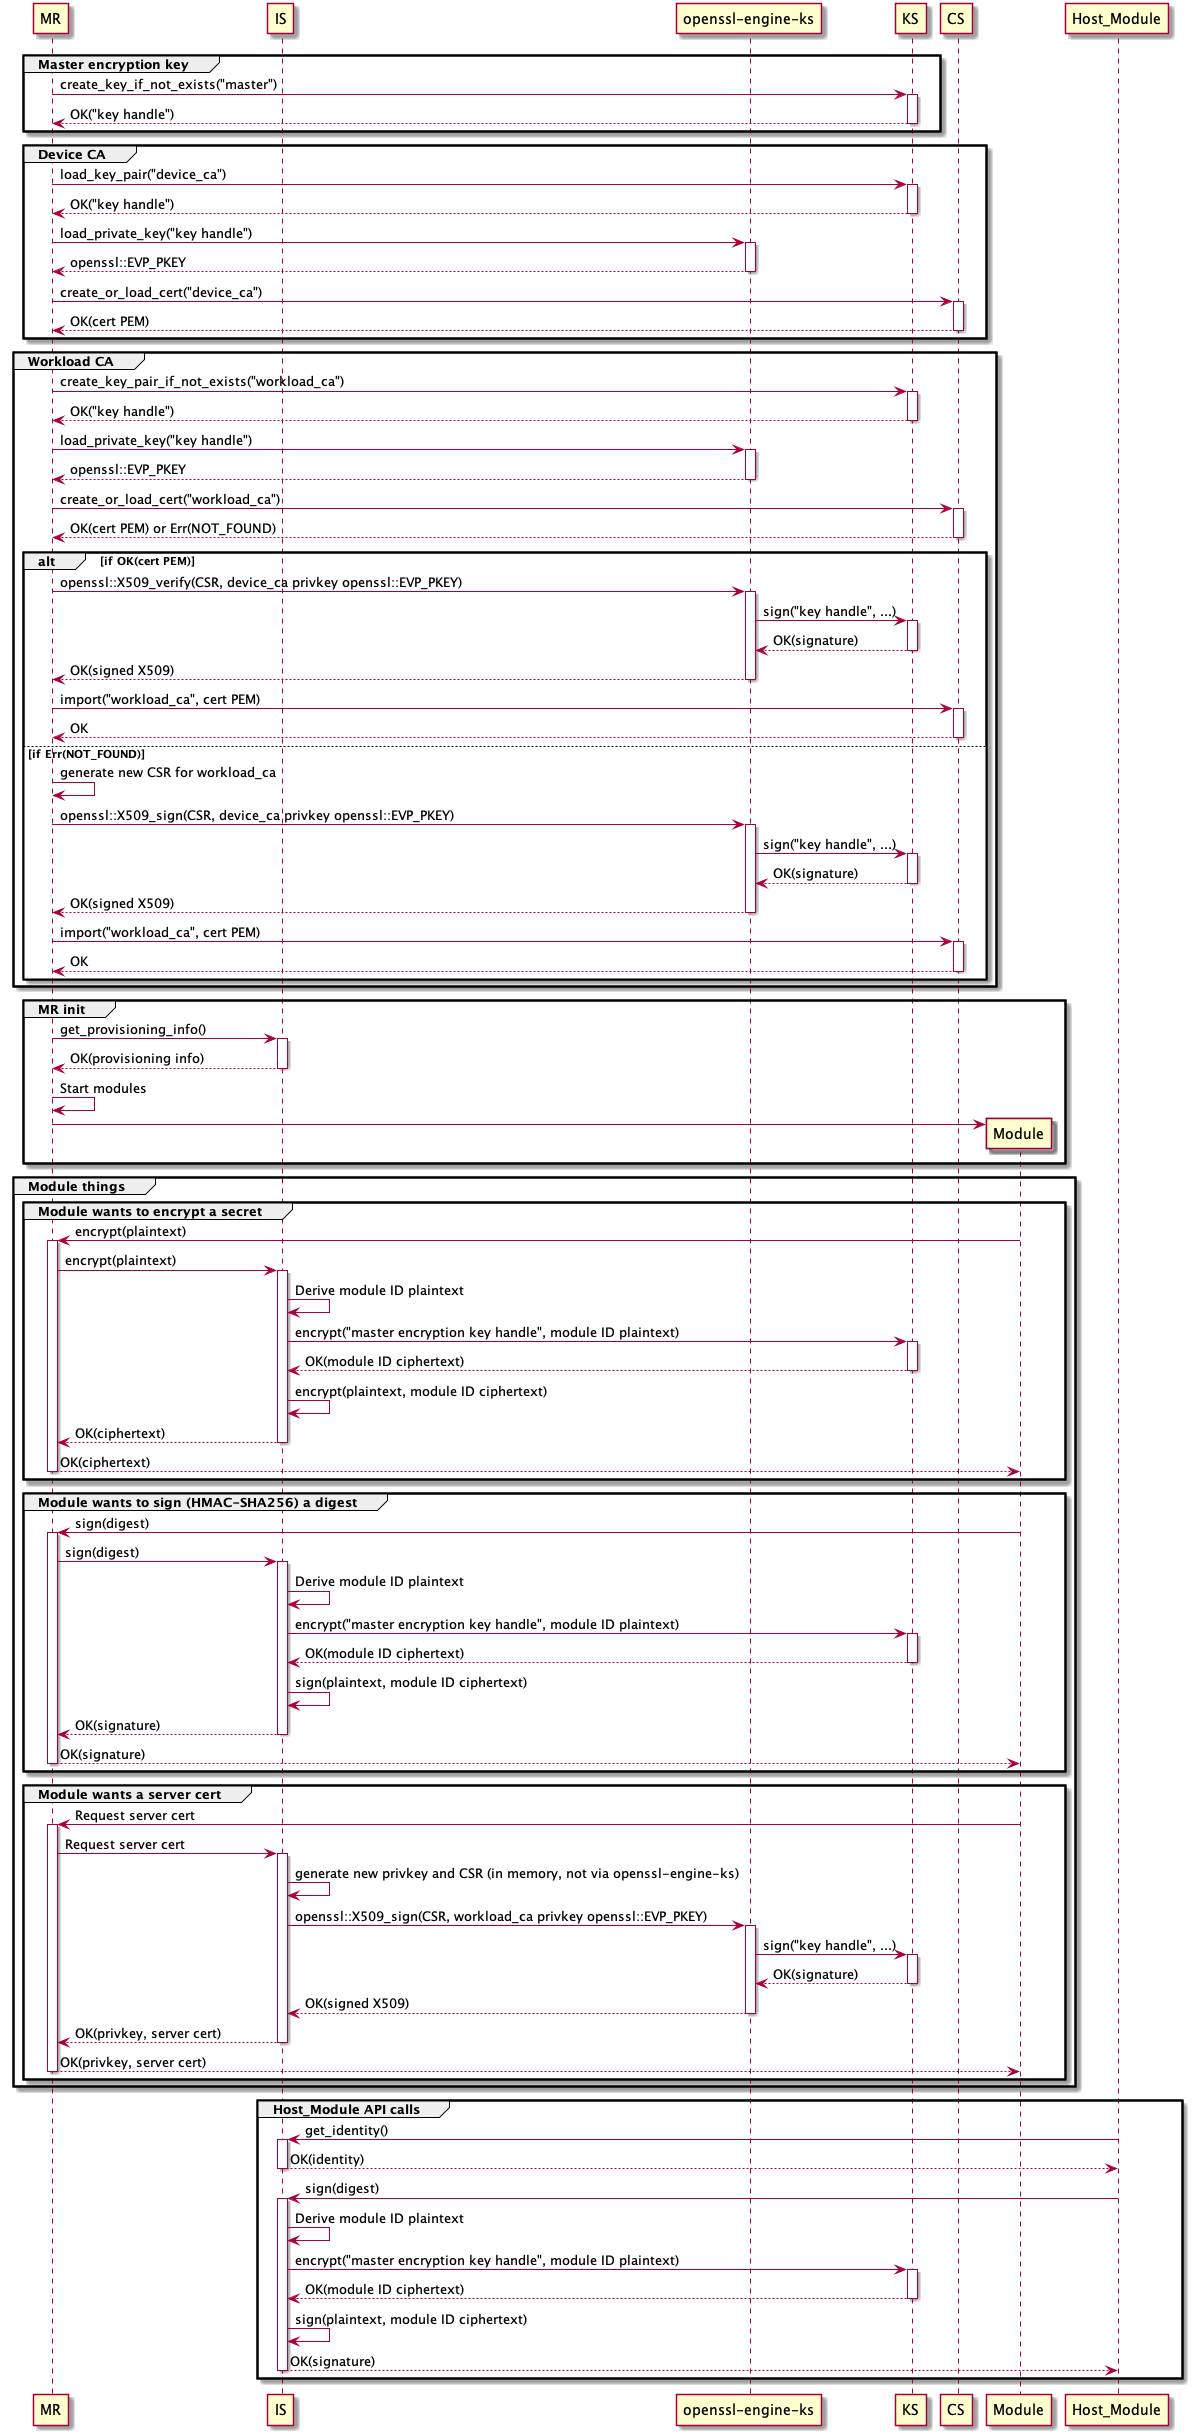 MR IS openssl-engine-ks KS CS Host_Module
Master encryption key
create_key_if_not_exists("master")
OK("key handle")
Device CA
load_key_pair("device_ca")
OK("key handle")
load_private_key("key handle")
openssl::EVP_PKEY
create_or_load_cert("device_ca")
OK(cert PEM)
Workload CA
create_key_pair_if_not_exists("workload_ca")
OK("key handle")
load_private_key("key handle")
openssl::EVP_PKEY
create_or_load_cert("workload_ca")
OK(cert PEM) or Err(NOT_FOUND)
alt [if OK(cert PEM)]
openssl::X509_verify(CSR, device_ca privkey openssl::EVP_PKEY)
sign("key handle", ...)
OK(signature)
OK(signed X509)
import("workload_ca", cert PEM)
OK
[if Err(NOT_FOUND)]
generate new CSR for workload_ca
openssl::X509_sign(CSR, device_ca privkey openssl::EVP_PKEY)
sign("key handle", ...)
OK(signature)
OK(signed X509)
import("workload_ca", cert PEM)
OK
MR init
get_provisioning_info()
OK(provisioning info)
Start modules
Module
Module things
Module wants to encrypt a secret
encrypt(plaintext)
encrypt(plaintext)
Derive module ID plaintext
encrypt("master encryption key handle", module ID plaintext)
OK(module ID ciphertext)
encrypt(plaintext, module ID ciphertext)
OK(ciphertext)
OK(ciphertext)
Module wants to sign (HMAC-SHA256) a digest
sign(digest)
sign(digest)
Derive module ID plaintext
encrypt("master encryption key handle", module ID plaintext)
OK(module ID ciphertext)
sign(plaintext, module ID ciphertext)
OK(signature)
OK(signature)
Module wants a server cert
Request server cert
Request server cert
generate new privkey and CSR (in memory, not via openssl-engine-ks)
openssl::X509_sign(CSR, workload_ca privkey openssl::EVP_PKEY)
sign("key handle", ...)
OK(signature)
OK(signed X509)
OK(privkey, server cert)
OK(privkey, server cert)
Host_Module API calls
get_identity()
OK(identity)
sign(digest)
Derive module ID plaintext
encrypt("master encryption key handle", module ID plaintext)
OK(module ID ciphertext)
sign(plaintext, module ID ciphertext)
OK(signature)
MR IS openssl-engine-ks KS CS Module Host_Module